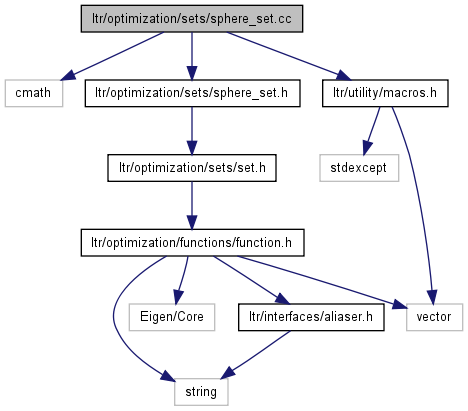 ltr/optimization/sets/sphere_set.cc
cmath
ltr/optimization/sets/sphere_set.h
ltr/utility/macros.h
ltr/optimization/sets/set.h
stdexcept
ltr/optimization/functions/function.h
Eigen/Core
ltr/interfaces/aliaser.h
vector
string